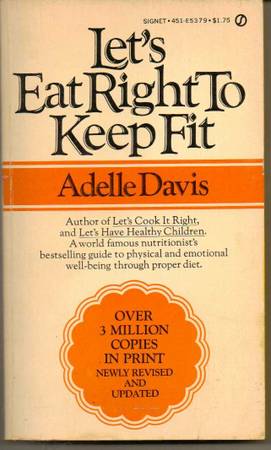 SIGNET • 451-E5379 • $1.75
Let's
Eat Right To
Keep Fit
Adelle Davis
Author of Let's Cook It Right,
and Let's Have Healthy Children.
A world famous nutritionist's
bestselling guide to physical and emotional
well-being through proper diet.
OVER
3 MILLION
COPIES
IN PRINT
NEWLY REVISED
AND
UPDATED